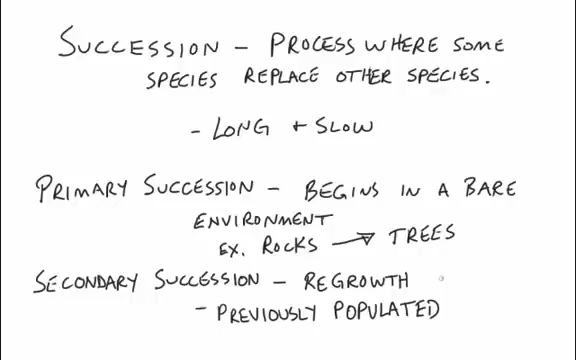 SUCCESSION - PROCESS WHERE SOME
SPECIES REPLACE OTHER SPECIES.
- LONG + SLOW
PRIMARY SUCCESSION - BEGINS IN A BARE
ENVIRONMENT
EX. ROCKS → TREES
SECONDARY SUCCESSION - REGROWTH
- PREVIOUSLY POPULATED